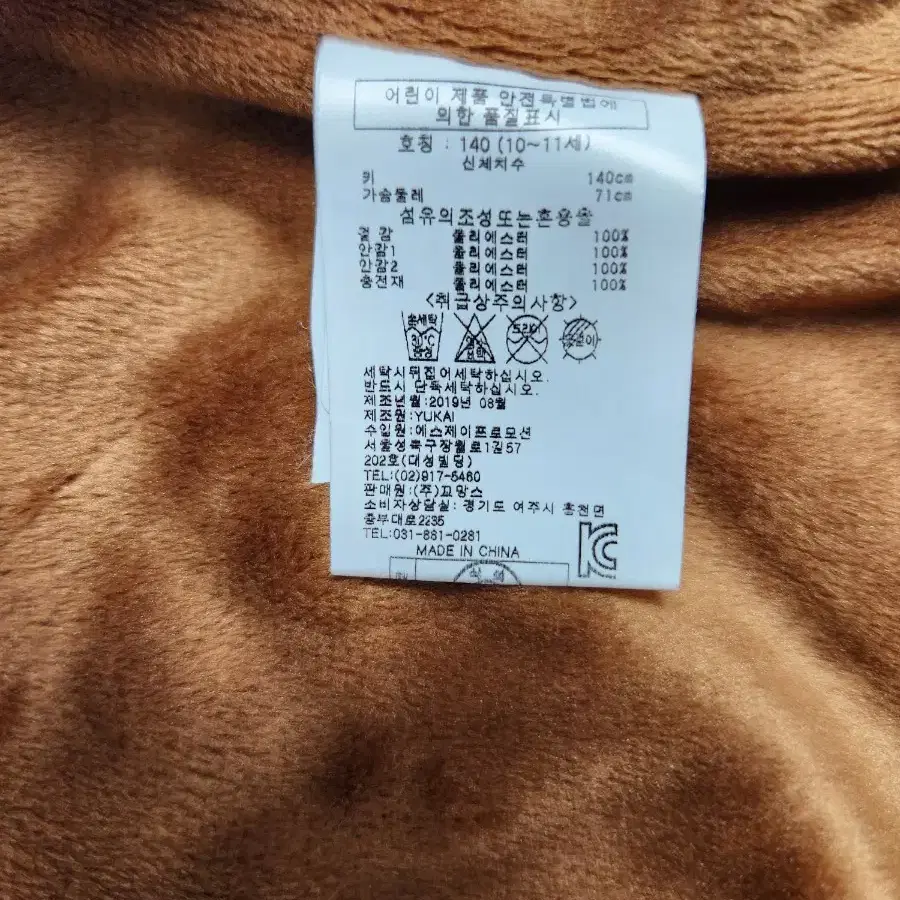 어린이 제품 안전특별법에
의한 품질표시
호칭 : 140 (10~11세)
신체치수
키 140cm
가슴둘레 71cm
섬유의조성또는혼용율
겉 감 폴리에스터 100%
안감1 폴리에스터 100%
안감2 폴리에스터 100%
충전재 폴리에스터 100%
<취급상주의사항>
손세탁 30℃ 중성
세탁시뒤집어세탁하십시오.
반드시 단독세탁하십시오.
제조년월:2019년 08월
제조원:YUKAI
수입원:에스제이프로모션
서울성북구장월로1길57
202호(대성빌딩)
TEL:(02)917-5460
판매원:(주)꼬망스
소비자상담실: 경기도 여주시 흥천면
중부대로2235
TEL:031-881-0281
MADE IN CHINA